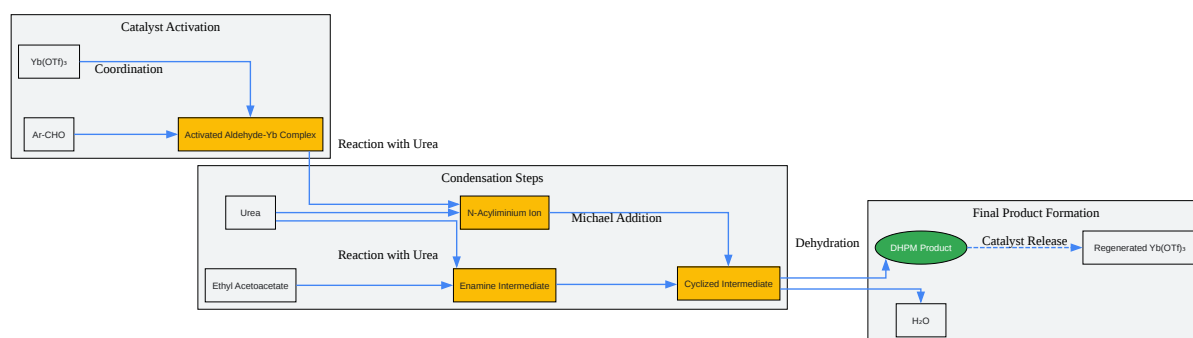 Catalyst Activation
Yb(OTf)₃
Coordination
Ar-CHO
Activated Aldehyde-Yb Complex
Reaction with Urea
Condensation Steps
Urea
N-Acyliminium Ion
Michael Addition
Reaction with Urea
Ethyl Acetoacetate
Enamine Intermediate
Cyclized Intermediate
Dehydration
Final Product Formation
DHPM Product
Catalyst Release
Regenerated Yb(OTf)₃
H₂O